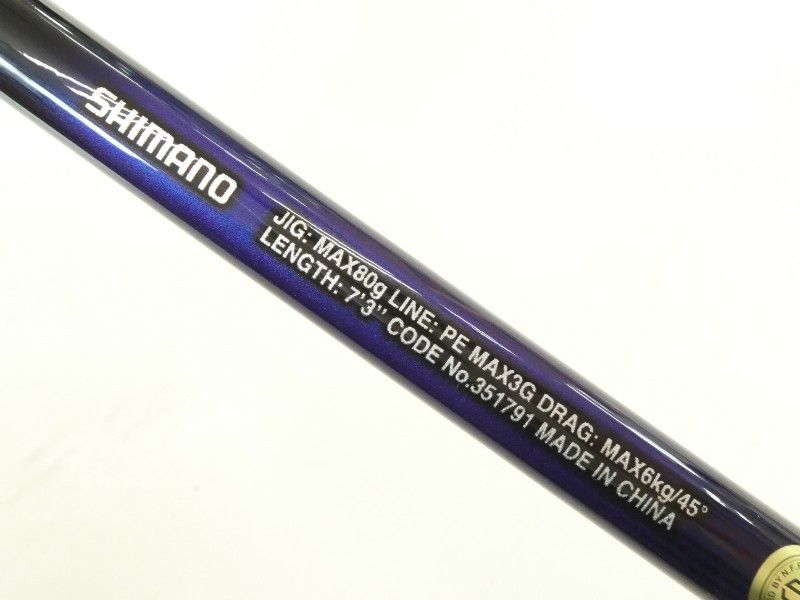 SHIMANO
JIG: MAX80g LINE: PE MAX3G DRAG: MAX6kg/45°
LENGTH: 7'3" CODE No.351791 MADE IN CHINA